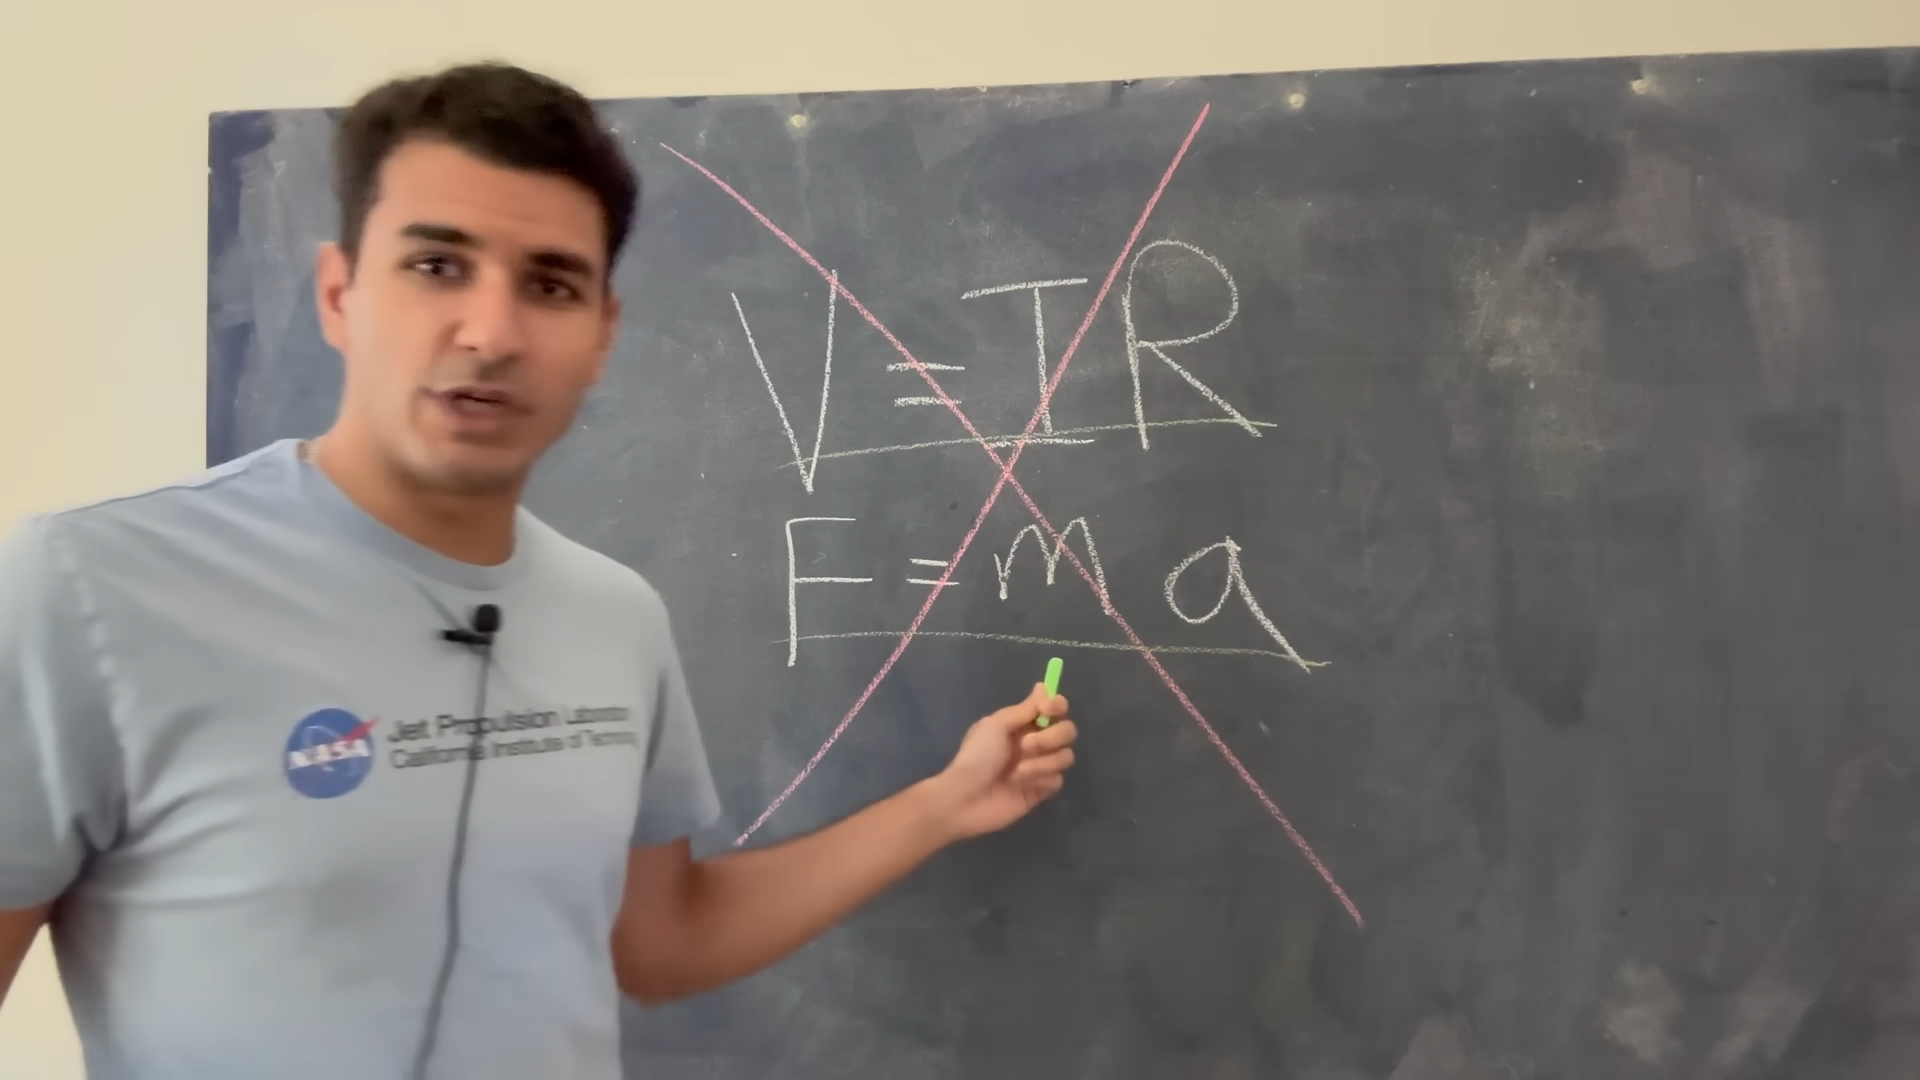 V = IR
F = ma
NASA
Jet Propulsion Laboratory
California Institute of Technology